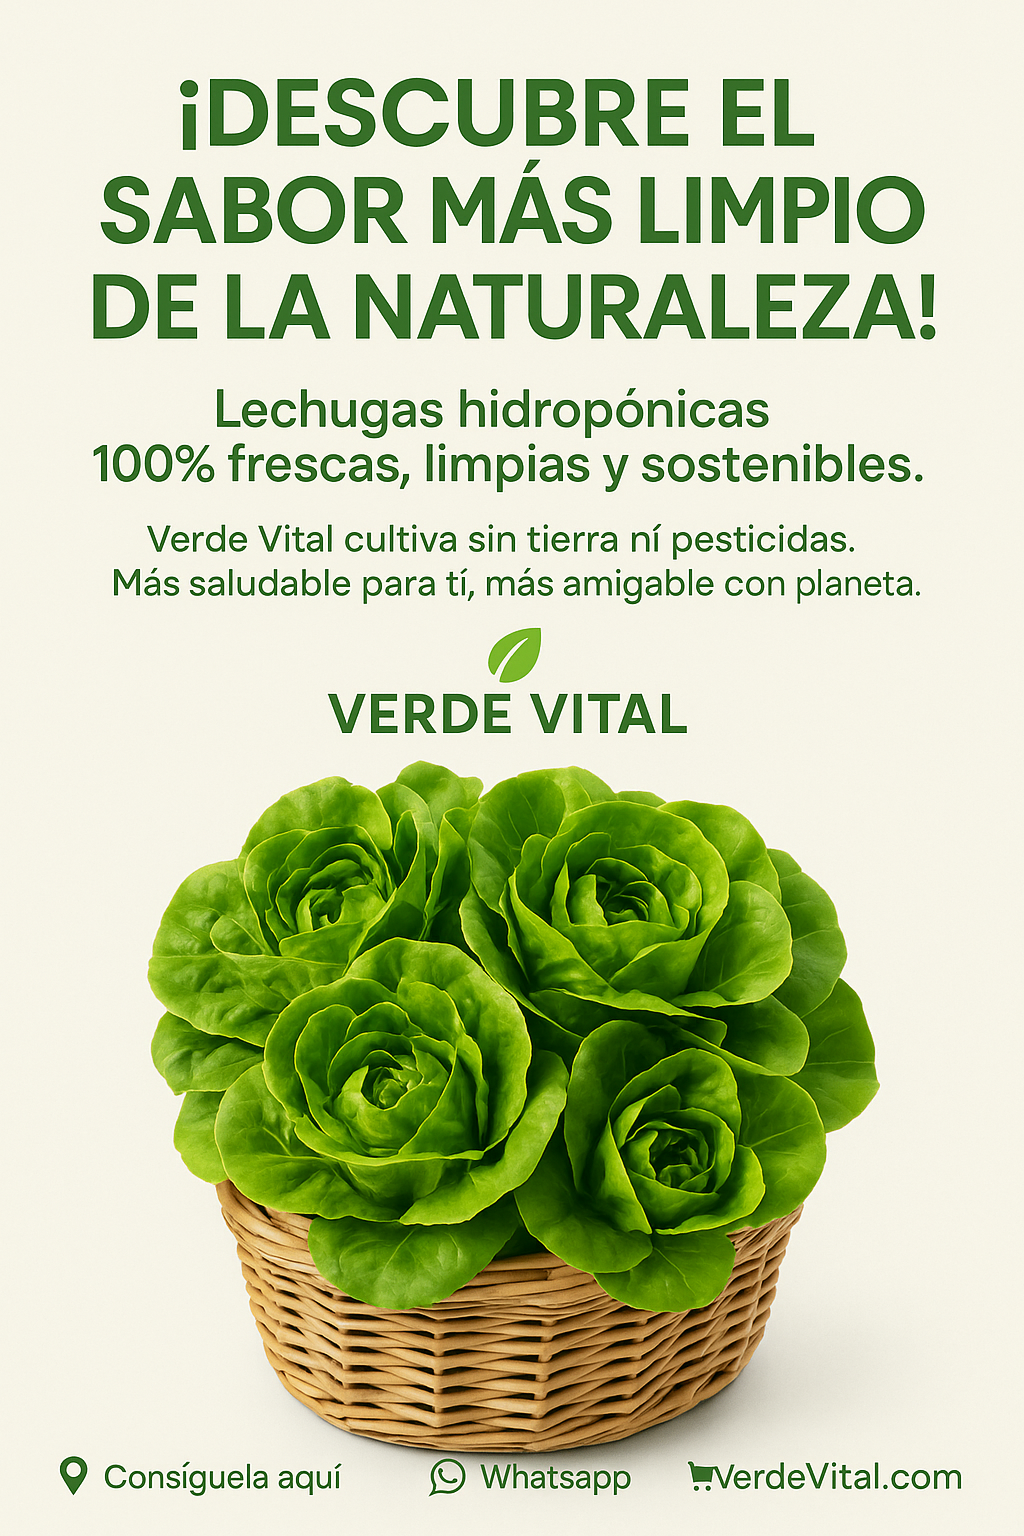 ¡DESCUBRE EL
SABOR MÁS LIMPIO
DE LA NATURALEZA!
Lechugas hidropónicas
100% frescas, limpias y sostenibles.
Verde Vital cultiva sin tierra ní pesticidas.
Más saludable para tí, más amigable con planeta.
VERDE VITAL
Consíguela aquí
Whatsapp
VerdeVital.com